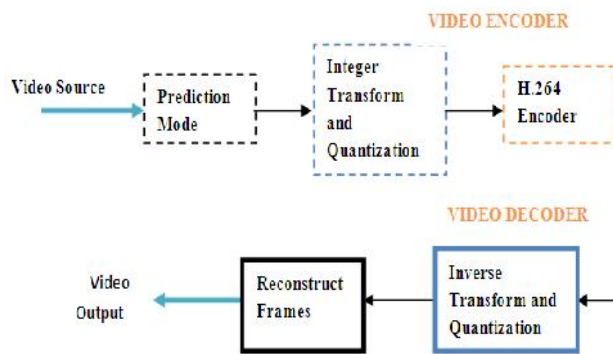 VIDEO ENCODER
Video Source
Prediction
Mode
Integer
Transform
and
Quantization
H.264
Encoder
VIDEO DECODER
Video
Output
Reconstruct
Frames
Inverse
Transform and
Quantization